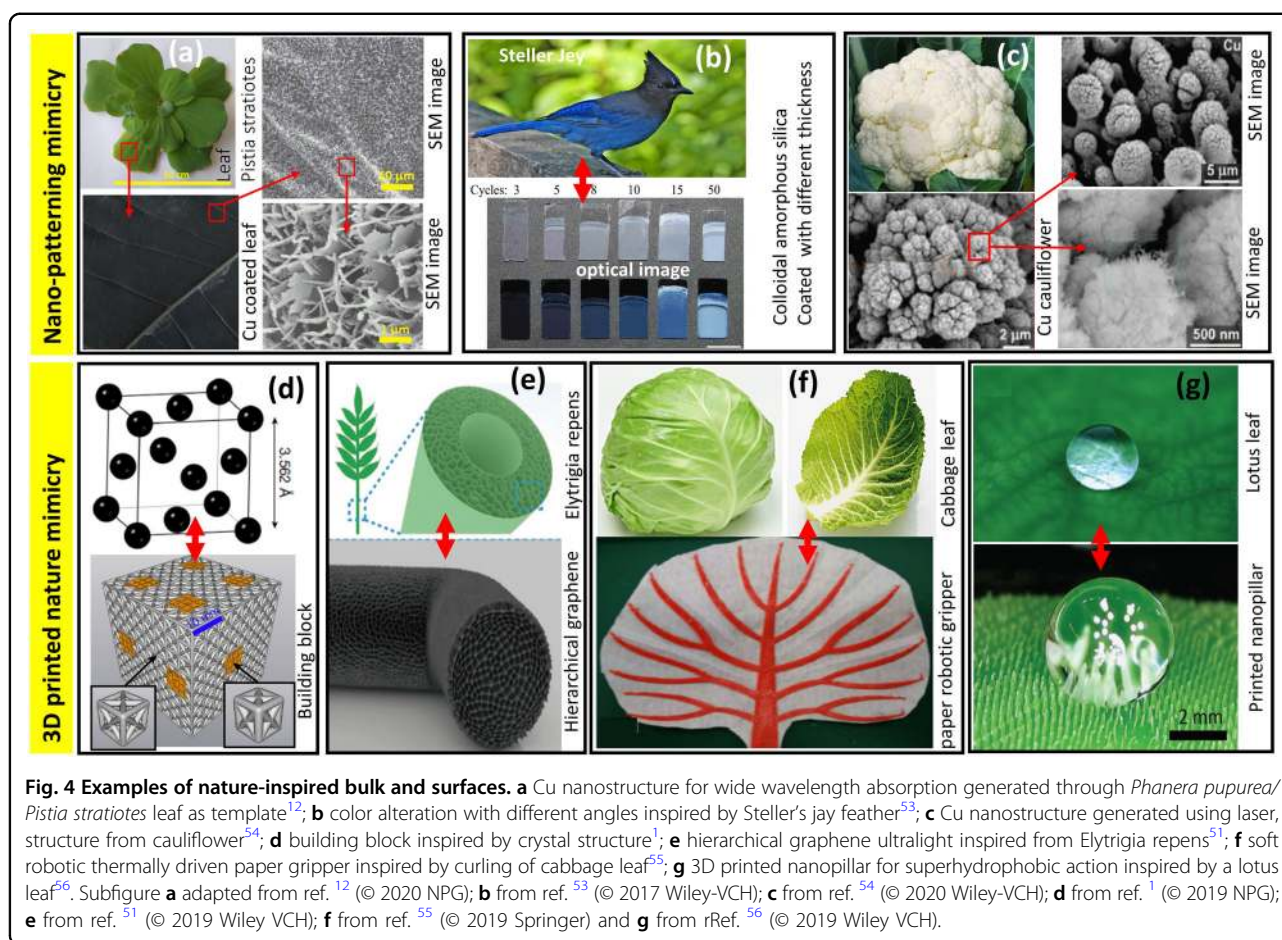 Nano-patterning mimicry
(a)
Leaf
Pistia stratiotes
SEM image
Cu coated leaf
SEM image
Steller Jey
(b)
Cycles: 3 5 8 10 15 50
optical image
Colloidal amorphous silica
Coated with different thickness
(c)
Cu
5 µm
SEM image
2 µm
Cu cauliflower
500 nm
SEM image
3D printed nature mimicry
(d)
3.562 Å
Building block
(e)
Elytrigia repens
Hierarchical graphene
(f)
Cabbage leaf
paper robotic gripper
(g)
Lotus leaf
2 mm
Printed nanopillar
Fig. 4 Examples of nature-inspired bulk and surfaces. a Cu nanostructure for wide wavelength absorption generated through Phanera pupurea/
Pistia stratiotes leaf as template12; b color alteration with different angles inspired by Steller's jay feather53; c Cu nanostructure generated using laser,
structure from cauliflower54; d building block inspired by crystal structure1; e hierarchical graphene ultralight inspired from Elytrigia repens51; f soft
robotic thermally driven paper gripper inspired by curling of cabbage leaf55; g 3D printed nanopillar for superhydrophobic action inspired by a lotus
leaf56. Subfigure a adapted from ref. 12 (© 2020 NPG); b from ref. 53 (© 2017 Wiley-VCH); c from ref. 54 (© 2020 Wiley-VCH); d from ref. 1 (© 2019 NPG);
e from ref. 51 (© 2019 Wiley VCH); f from ref. 55 (© 2019 Springer) and g from rRef. 56 (© 2019 Wiley VCH).